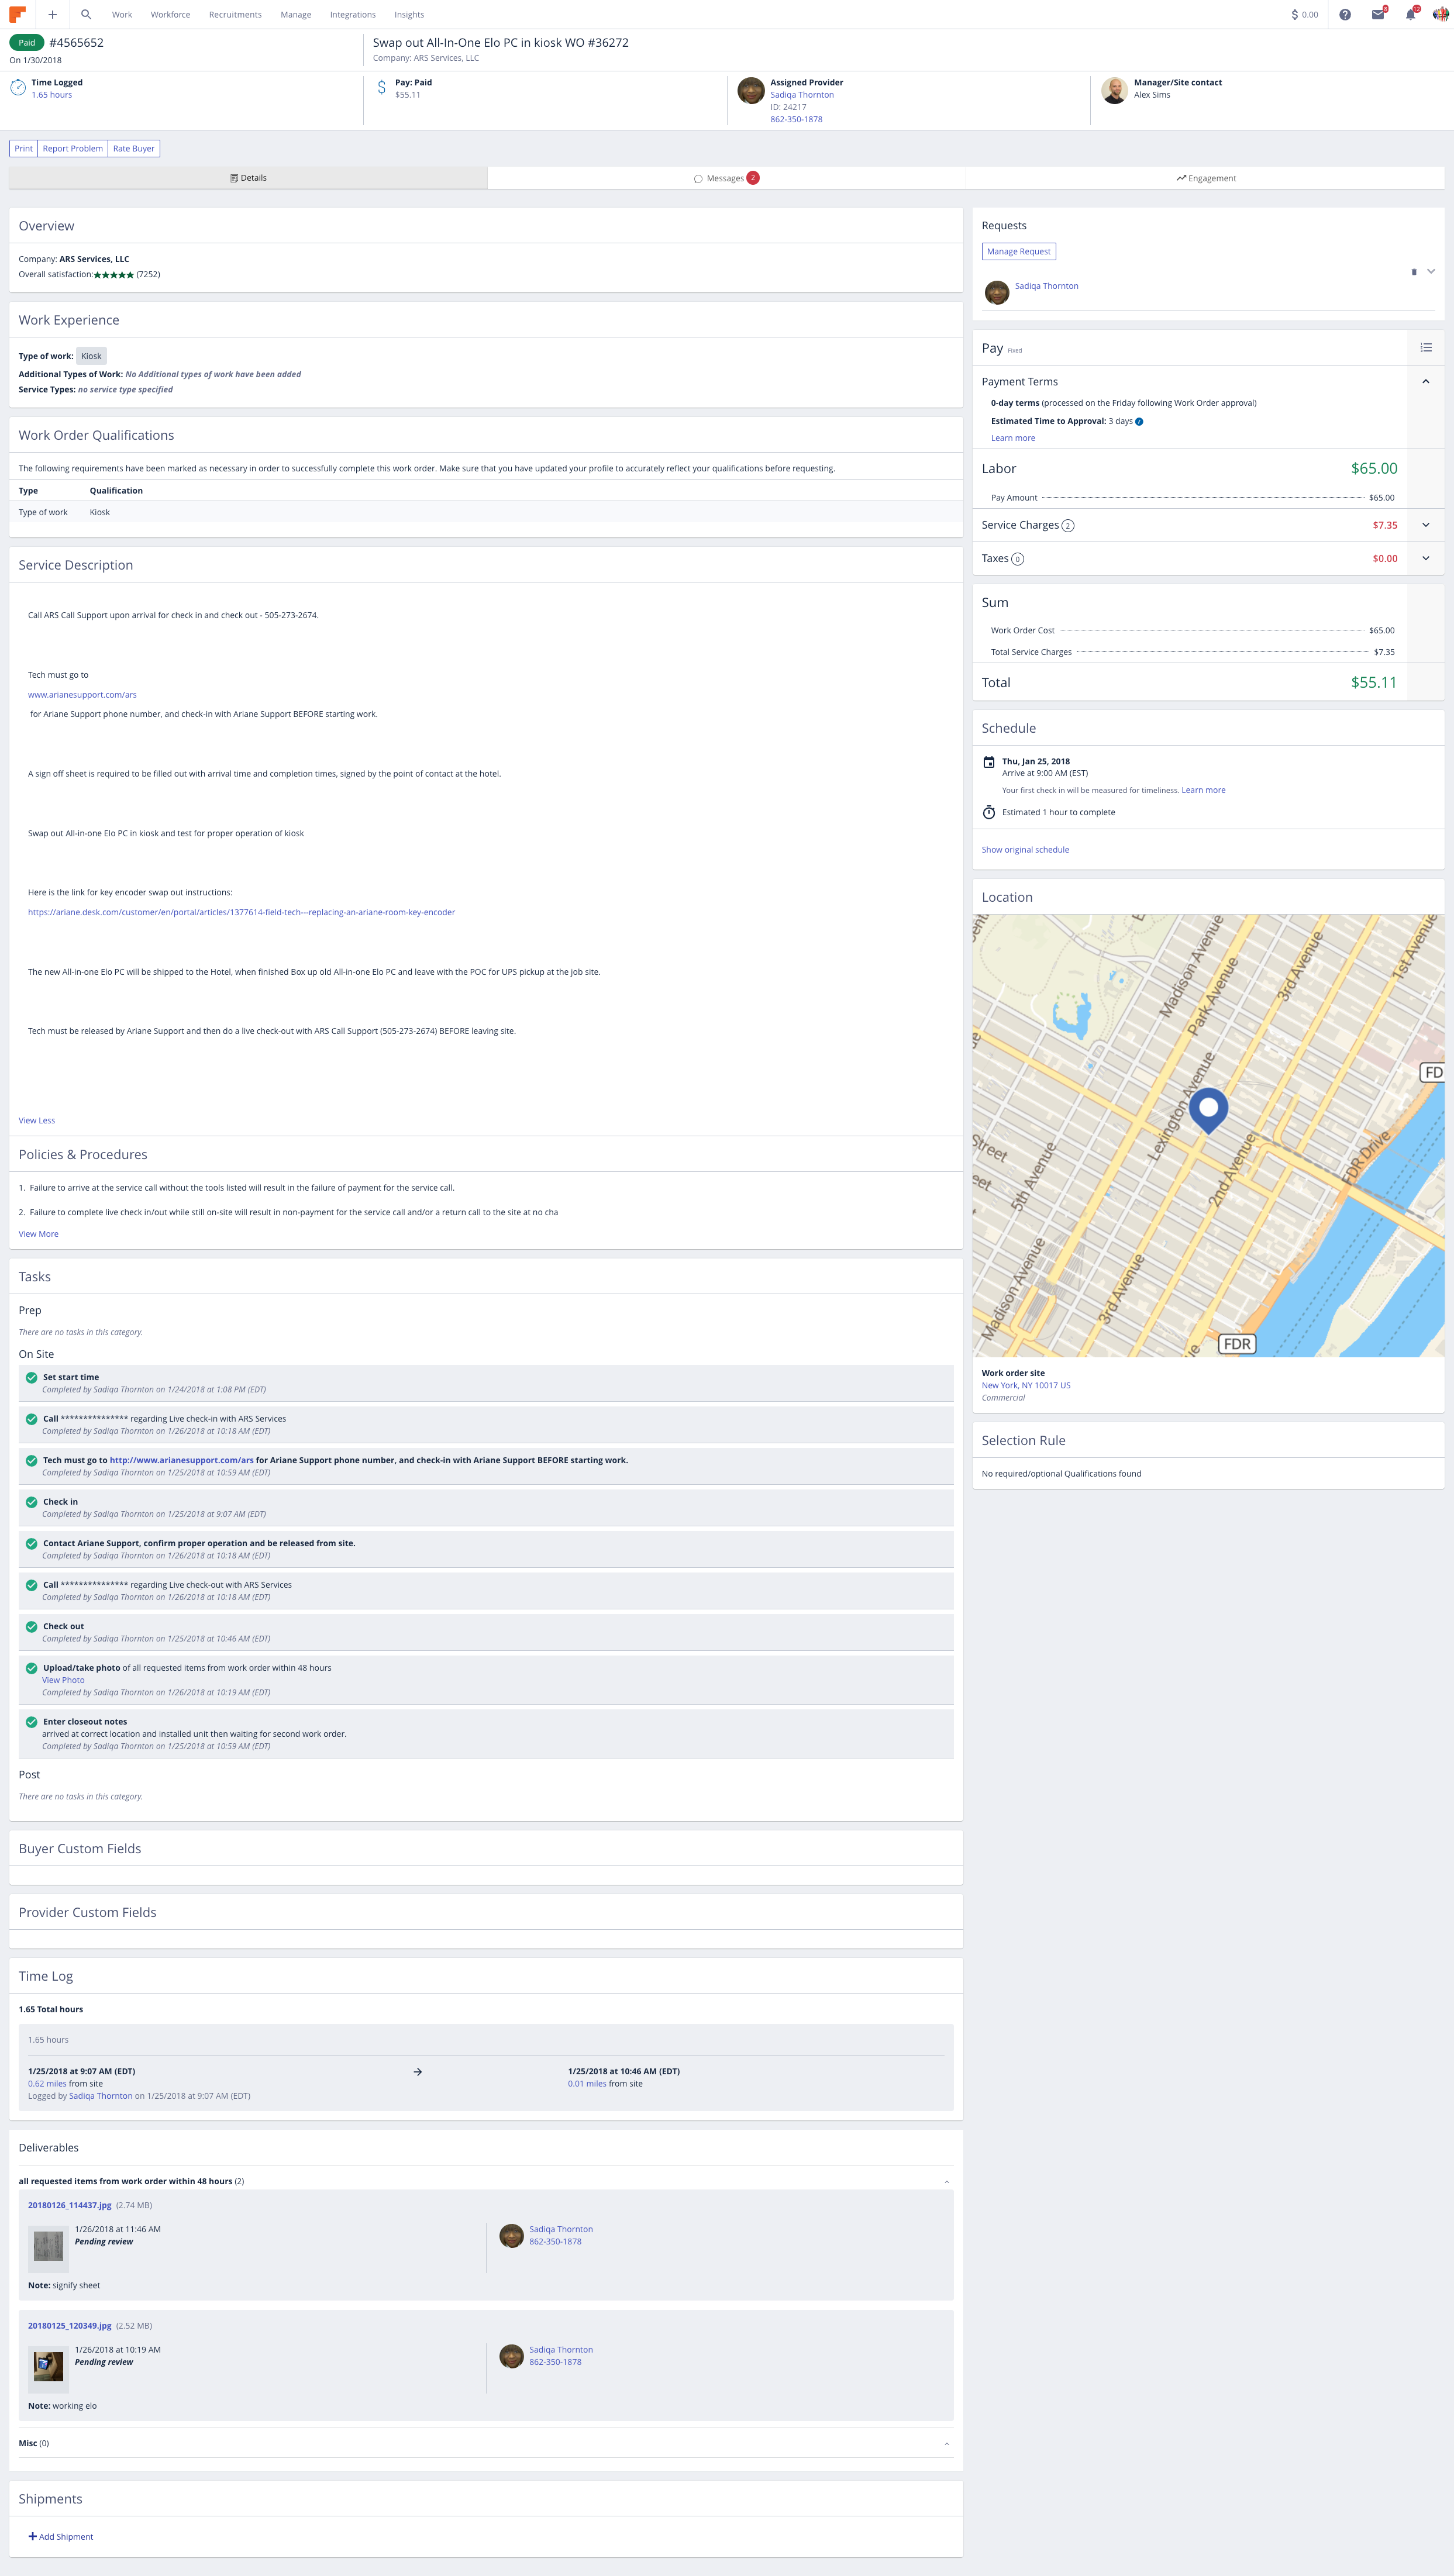 Work Workforce Recruitments Manage Integrations Insights
$ 0.00
Paid #4565652
On 1/30/2018
Swap out All-In-One Elo PC in kiosk WO #36272
Company: ARS Services, LLC
Time Logged
1.65 hours
Pay: Paid
$55.11
Assigned Provider
Sadiqa Thornton
ID: 24217
862-350-1878
Manager/Site contact
Alex Sims
Print Report Problem Rate Buyer
Details
Messages 2
Engagement
Overview
Company: ARS Services, LLC
Overall satisfaction:★★★★★ (7252)
Work Experience
Type of work: Kiosk
Additional Types of Work: No Additional types of work have been added
Service Types: no service type specified
Work Order Qualifications
The following requirements have been marked as necessary in order to successfully complete this work order. Make sure that you have updated your profile to accurately reflect your qualifications before requesting.
Type Qualification
Type of work Kiosk
Service Description
Call ARS Call Support upon arrival for check in and check out - 505-273-2674.
Tech must go to
www.arianesupport.com/ars
for Ariane Support phone number, and check-in with Ariane Support BEFORE starting work.
A sign off sheet is required to be filled out with arrival time and completion times, signed by the point of contact at the hotel.
Swap out All-in-one Elo PC in kiosk and test for proper operation of kiosk
Here is the link for key encoder swap out instructions:
https://ariane.desk.com/customer/en/portal/articles/1377614-field-tech---replacing-an-ariane-room-key-encoder
The new All-in-one Elo PC will be shipped to the Hotel, when finished Box up old All-in-one Elo PC and leave with the POC for UPS pickup at the job site.
Tech must be released by Ariane Support and then do a live check-out with ARS Call Support (505-273-2674) BEFORE leaving site.
View Less
Policies & Procedures
1. Failure to arrive at the service call without the tools listed will result in the failure of payment for the service call.
2. Failure to complete live check in/out while still on-site will result in non-payment for the service call and/or a return call to the site at no cha
View More
Tasks
Prep
There are no tasks in this category.
On Site
Set start time
Completed by Sadiqa Thornton on 1/24/2018 at 1:08 PM (EDT)
Call *************** regarding Live check-in with ARS Services
Completed by Sadiqa Thornton on 1/26/2018 at 10:18 AM (EDT)
Tech must go to http://www.arianesupport.com/ars for Ariane Support phone number, and check-in with Ariane Support BEFORE starting work.
Completed by Sadiqa Thornton on 1/25/2018 at 10:59 AM (EDT)
Check in
Completed by Sadiqa Thornton on 1/25/2018 at 9:07 AM (EDT)
Contact Ariane Support, confirm proper operation and be released from site.
Completed by Sadiqa Thornton on 1/26/2018 at 10:18 AM (EDT)
Call *************** regarding Live check-out with ARS Services
Completed by Sadiqa Thornton on 1/26/2018 at 10:18 AM (EDT)
Check out
Completed by Sadiqa Thornton on 1/25/2018 at 10:46 AM (EDT)
Upload/take photo of all requested items from work order within 48 hours
View Photo
Completed by Sadiqa Thornton on 1/26/2018 at 10:19 AM (EDT)
Enter closeout notes
arrived at correct location and installed unit then waiting for second work order.
Completed by Sadiqa Thornton on 1/25/2018 at 10:59 AM (EDT)
Post
There are no tasks in this category.
Buyer Custom Fields
Provider Custom Fields
Time Log
1.65 Total hours
1.65 hours
1/25/2018 at 9:07 AM (EDT) → 1/25/2018 at 10:46 AM (EDT)
0.62 miles from site 0.01 miles from site
Logged by Sadiqa Thornton on 1/25/2018 at 9:07 AM (EDT)
Deliverables
all requested items from work order within 48 hours (2)
20180126_114437.jpg (2.74 MB)
1/26/2018 at 11:46 AM
Pending review
Sadiqa Thornton
862-350-1878
Note: signify sheet
20180125_120349.jpg (2.52 MB)
1/26/2018 at 10:19 AM
Pending review
Sadiqa Thornton
862-350-1878
Note: working elo
Misc (0)
Shipments
+ Add Shipment
Requests
Manage Request
Sadiqa Thornton
Pay Fixed
Payment Terms
0-day terms (processed on the Friday following Work Order approval)
Estimated Time to Approval: 3 days
Learn more
Labor $65.00
Pay Amount $65.00
Service Charges 2 $7.35
Taxes 0 $0.00
Sum
Work Order Cost $65.00
Total Service Charges $7.35
Total $55.11
Schedule
Thu, Jan 25, 2018
Arrive at 9:00 AM (EST)
Your first check in will be measured for timeliness. Learn more
Estimated 1 hour to complete
Show original schedule
Location
Madison Avenue
Park Avenue
3rd Avenue
1st Avenue
FD
Lexington Avenue
Street
5th Avenue
2nd Avenue
FDR Drive
Madison Avenue
3rd Avenue
FDR
Work order site
New York, NY 10017 US
Commercial
Selection Rule
No required/optional Qualifications found